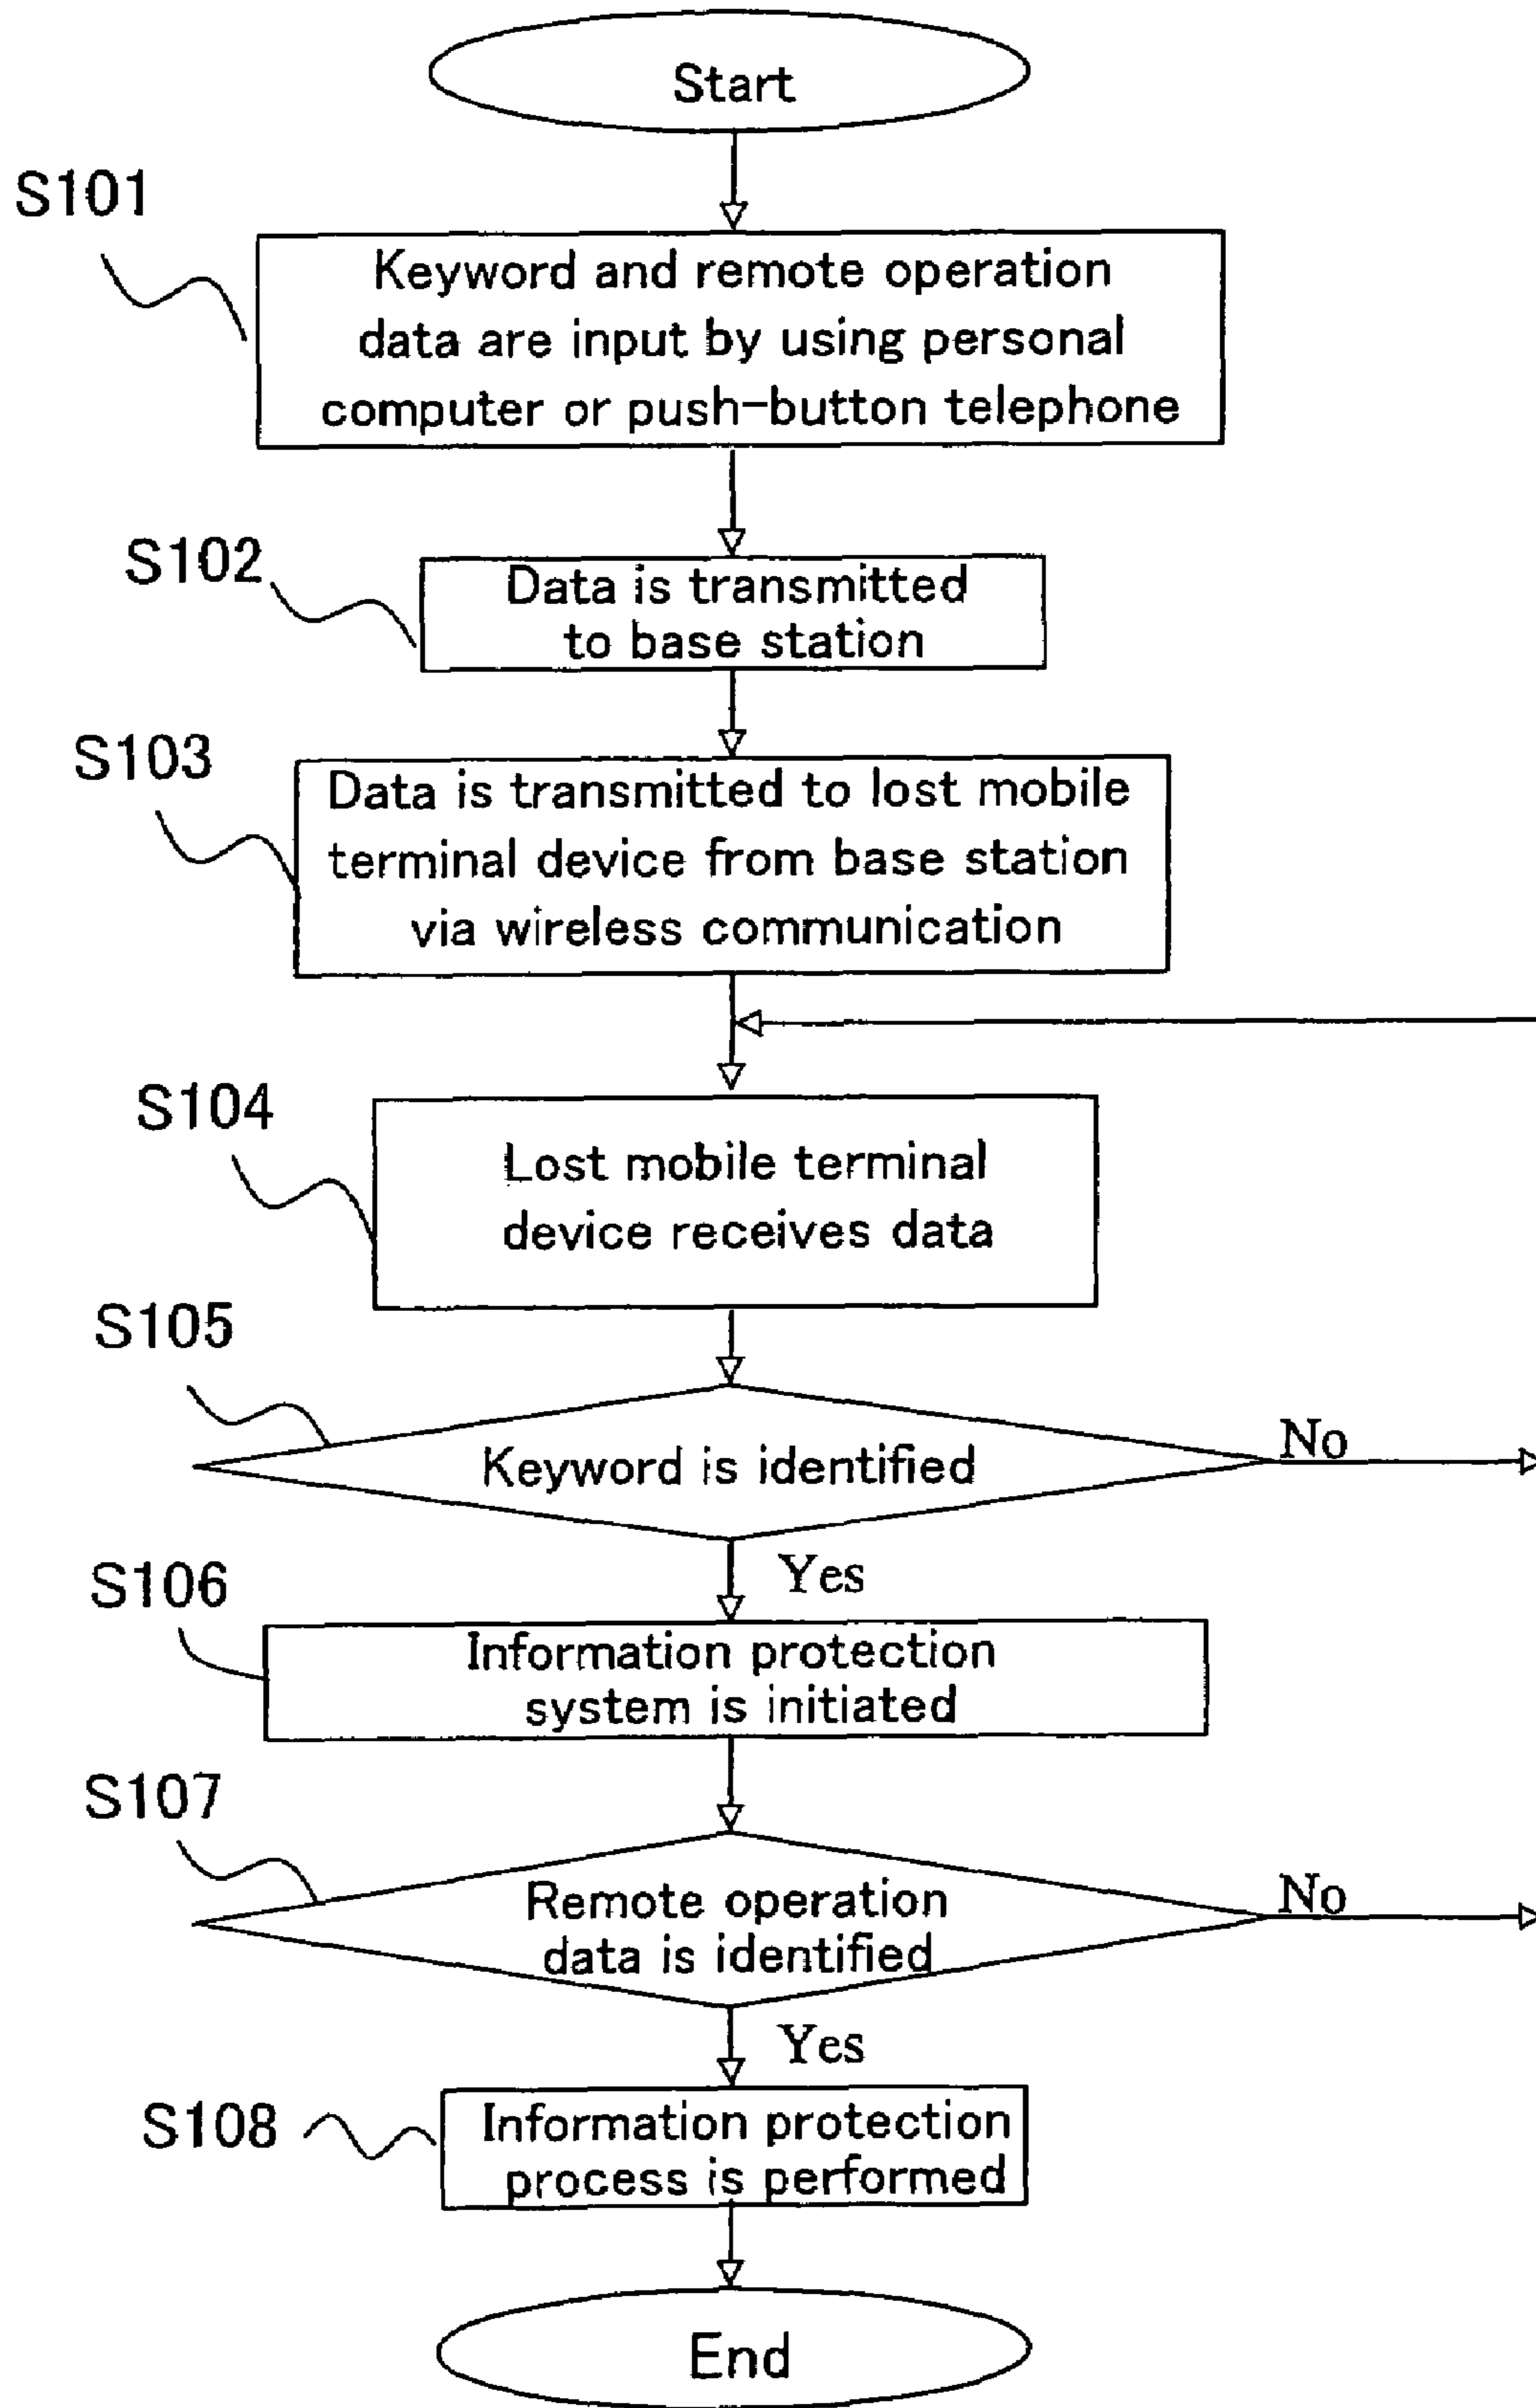 Start
S101
Keyword and remote operation
data are input by using personal
computer or push-button telephone
S102
Data is transmitted
to base station
S103
Data is transmitted to lost mobile
terminal device from base station
via wireless communication
S104
Lost mobile terminal
device receives data
S105
Keyword is identified
No
Yes
S106
Information protection
system is initiated
S107
Remote operation
data is identified
No
Yes
S108
Information protection
process is performed
End